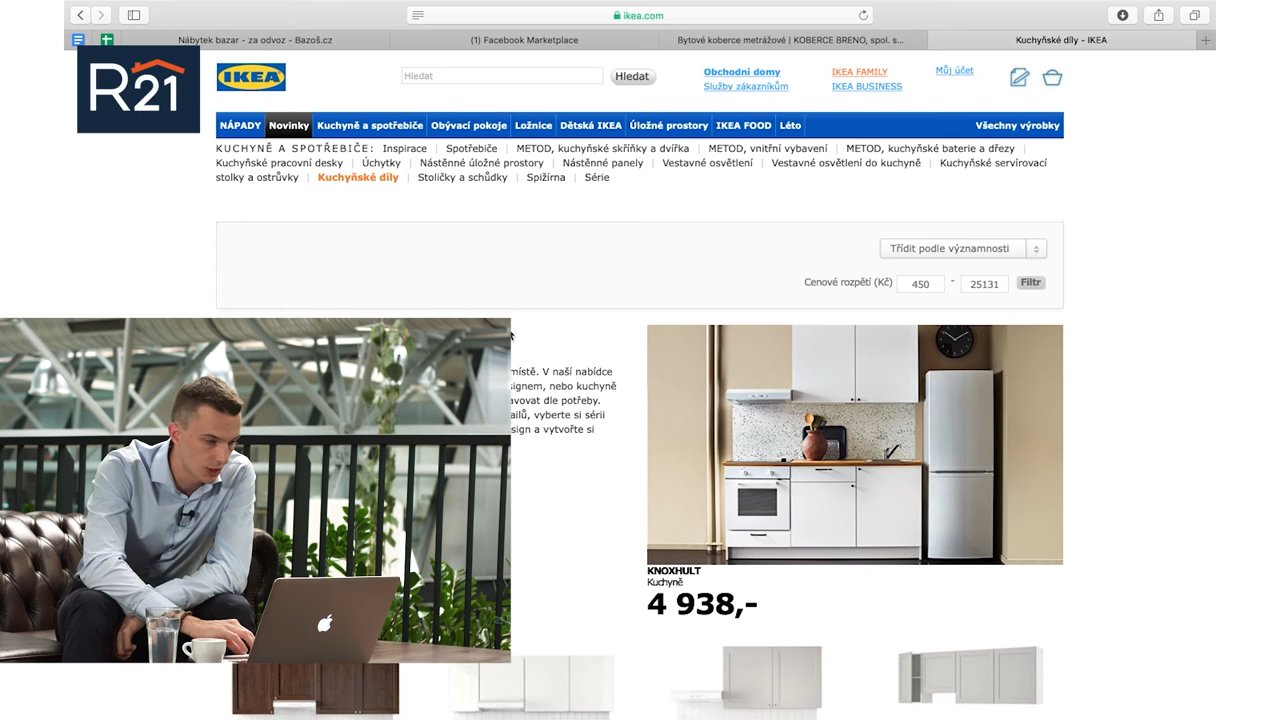 ikea.com
Nábytek bazar - za odvoz - Bazoš.cz
(1) Facebook Marketplace
Bytové koberce metrážové | KOBERCE BRENO, spol. s...
Kuchyňské díly - IKEA
R21
IKEA
Hledat
Hledat
Obchodní domy
Služby zákazníkům
IKEA FAMILY
IKEA BUSINESS
Můj účet
NÁPADY Novinky Kuchyně a spotřebiče Obývací pokoje Ložnice Dětská IKEA Úložné prostory IKEA FOOD Léto Všechny výrobky
KUCHYNĚ A SPOTŘEBIČE: Inspirace | Spotřebiče | METOD, kuchyňské skříňky a dvířka | METOD, vnitřní vybavení | METOD, kuchyňské baterie a dřezy |
Kuchyňské pracovní desky | Úchytky | Nástěnné úložné prostory | Nástěnné panely | Vestavné osvětlení | Vestavné osvětlení do kuchyně | Kuchyňské servírovací
stolky a ostrůvky | Kuchyňské díly | Stoličky a schůdky | Spižírna | Série
Třídit podle významnosti
Cenové rozpětí (Kč) 450 - 25131 Filtr
místě. V naší nabídce
signem, nebo kuchyně
avovat dle potřeby.
ailů, vyberte si sérii
sign a vytvořte si
KNOXHULT
Kuchyně
4 938,-